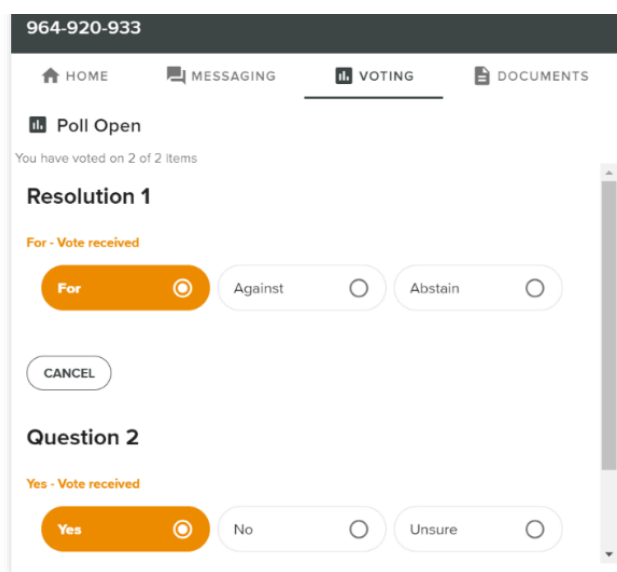 964-920-933
HOME MESSAGING VOTING DOCUMENTS
Poll Open
You have voted on 2 of 2 items
Resolution 1
For - Vote received
For Against Abstain
CANCEL
Question 2
Yes - Vote received
Yes No Unsure